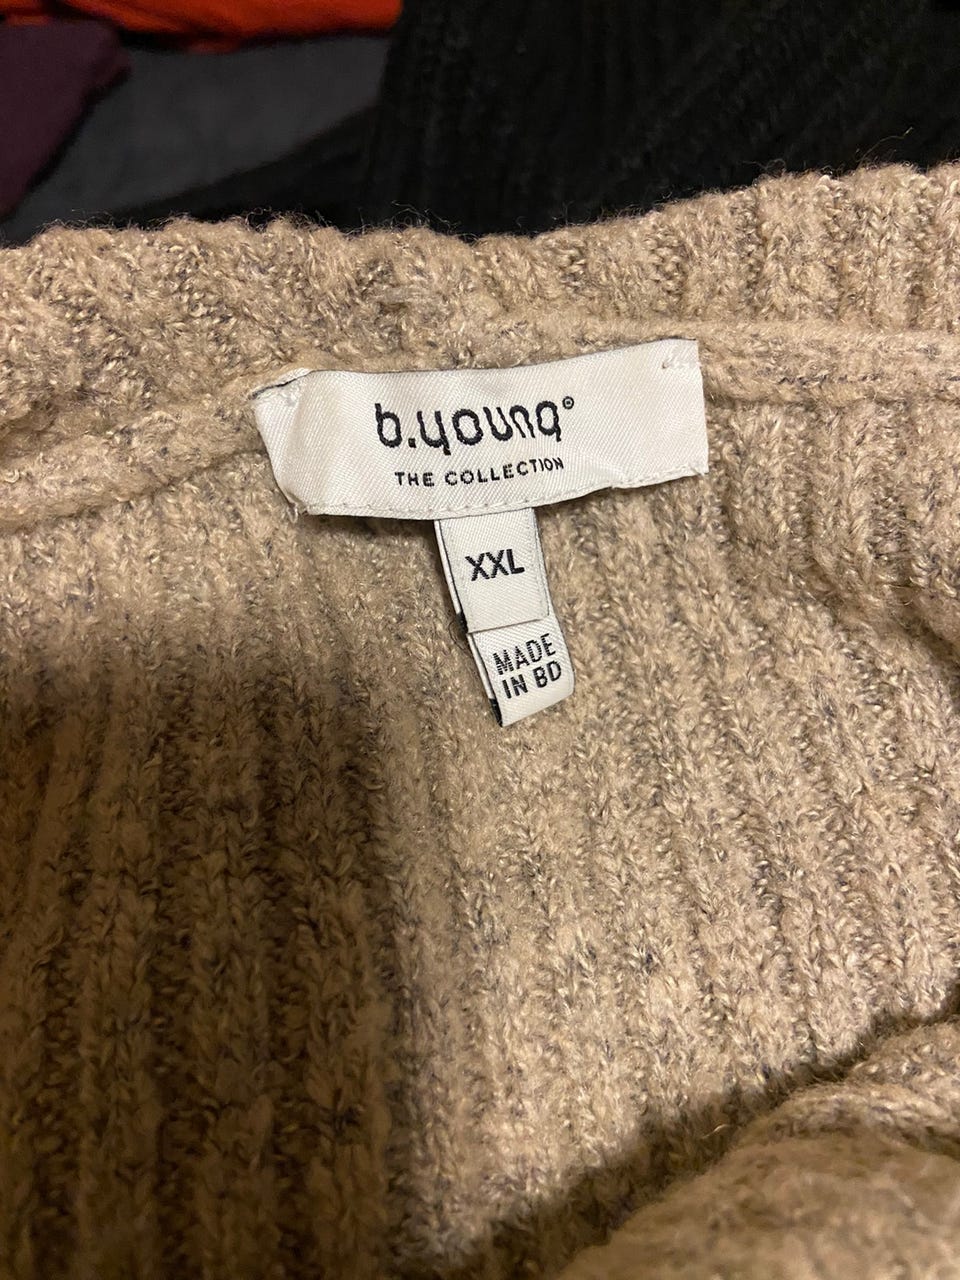 b.young®
THE COLLECTION
XXL
MADE
IN BD